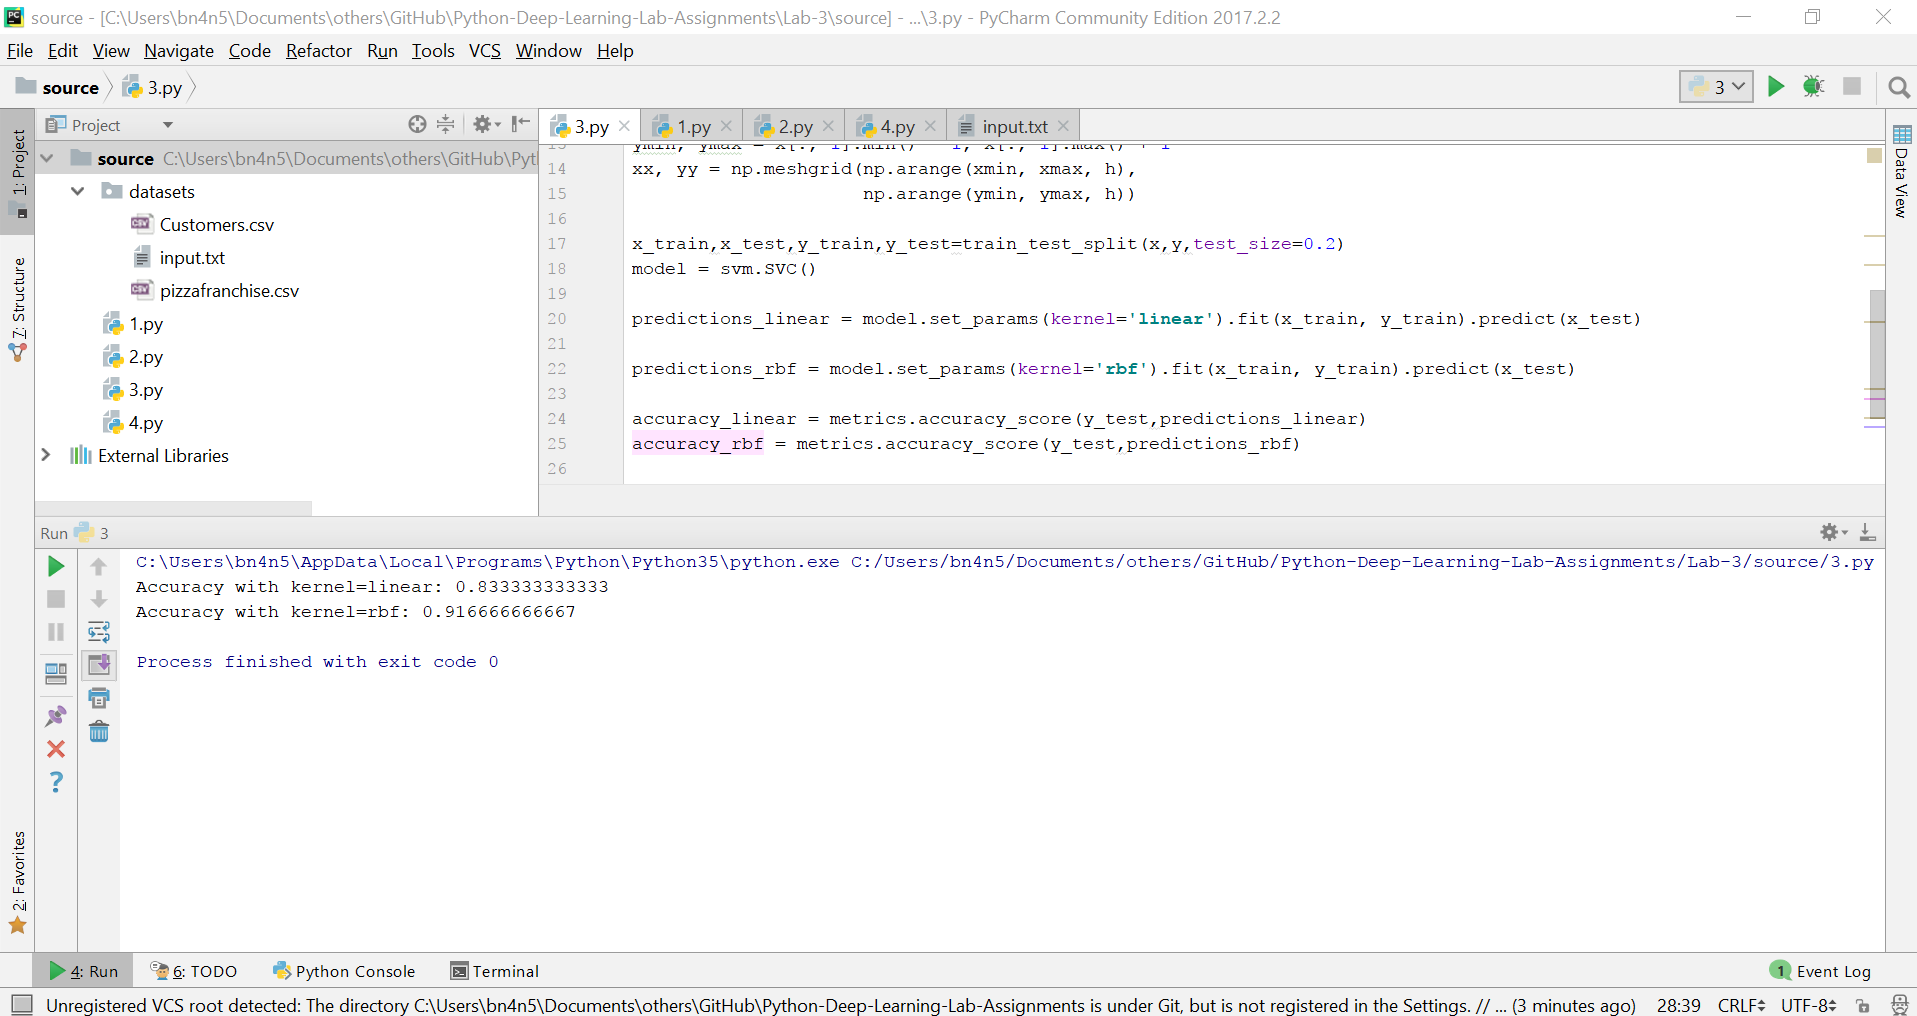 source - [C:\Users\bn4n5\Documents\others\GitHub\Python-Deep-Learning-Lab-Assignments\Lab-3\source] - ...\3.py - PyCharm Community Edition 2017.2.2
File Edit View Navigate Code Refactor Run Tools VCS Window Help
source 3.py
3
Project
3.py 1.py 2.py 4.py input.txt
1: Project
7: Structure
2: Favorites
Data View
source C:\Users\bn4n5\Documents\others\GitHub\Pyt
datasets
Customers.csv
input.txt
pizzafranchise.csv
1.py
2.py
3.py
4.py
External Libraries
14 xx, yy = np.meshgrid(np.arange(xmin, xmax, h),
15 np.arange(ymin, ymax, h))
16
17 x_train,x_test,y_train,y_test=train_test_split(x,y,test_size=0.2)
18 model = svm.SVC()
19
20 predictions_linear = model.set_params(kernel='linear').fit(x_train, y_train).predict(x_test)
21
22 predictions_rbf = model.set_params(kernel='rbf').fit(x_train, y_train).predict(x_test)
23
24 accuracy_linear = metrics.accuracy_score(y_test,predictions_linear)
25 accuracy_rbf = metrics.accuracy_score(y_test,predictions_rbf)
26
Run 3
C:\Users\bn4n5\AppData\Local\Programs\Python\Python35\python.exe C:/Users/bn4n5/Documents/others/GitHub/Python-Deep-Learning-Lab-Assignments/Lab-3/source/3.py
Accuracy with kernel=linear: 0.833333333333
Accuracy with kernel=rbf: 0.916666666667
Process finished with exit code 0
4: Run 6: TODO Python Console Terminal 1 Event Log
Unregistered VCS root detected: The directory C:\Users\bn4n5\Documents\others\GitHub\Python-Deep-Learning-Lab-Assignments is under Git, but is not registered in the Settings. // ... (3 minutes ago) 28:39 CRLF UTF-8